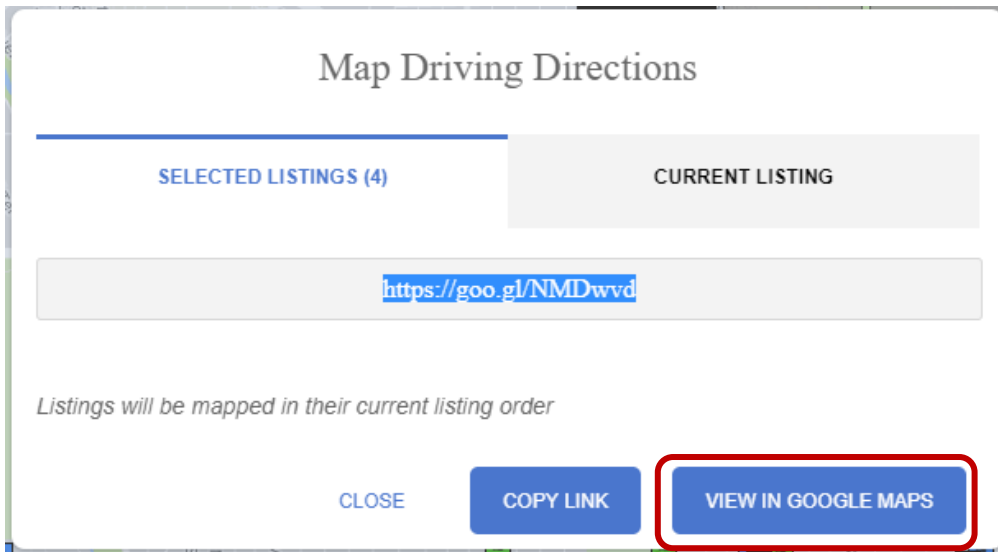 Map Driving Directions
SELECTED LISTINGS (4)
CURRENT LISTING
https://goo.gl/NMDwvd
Listings will be mapped in their current listing order
CLOSE
COPY LINK
VIEW IN GOOGLE MAPS